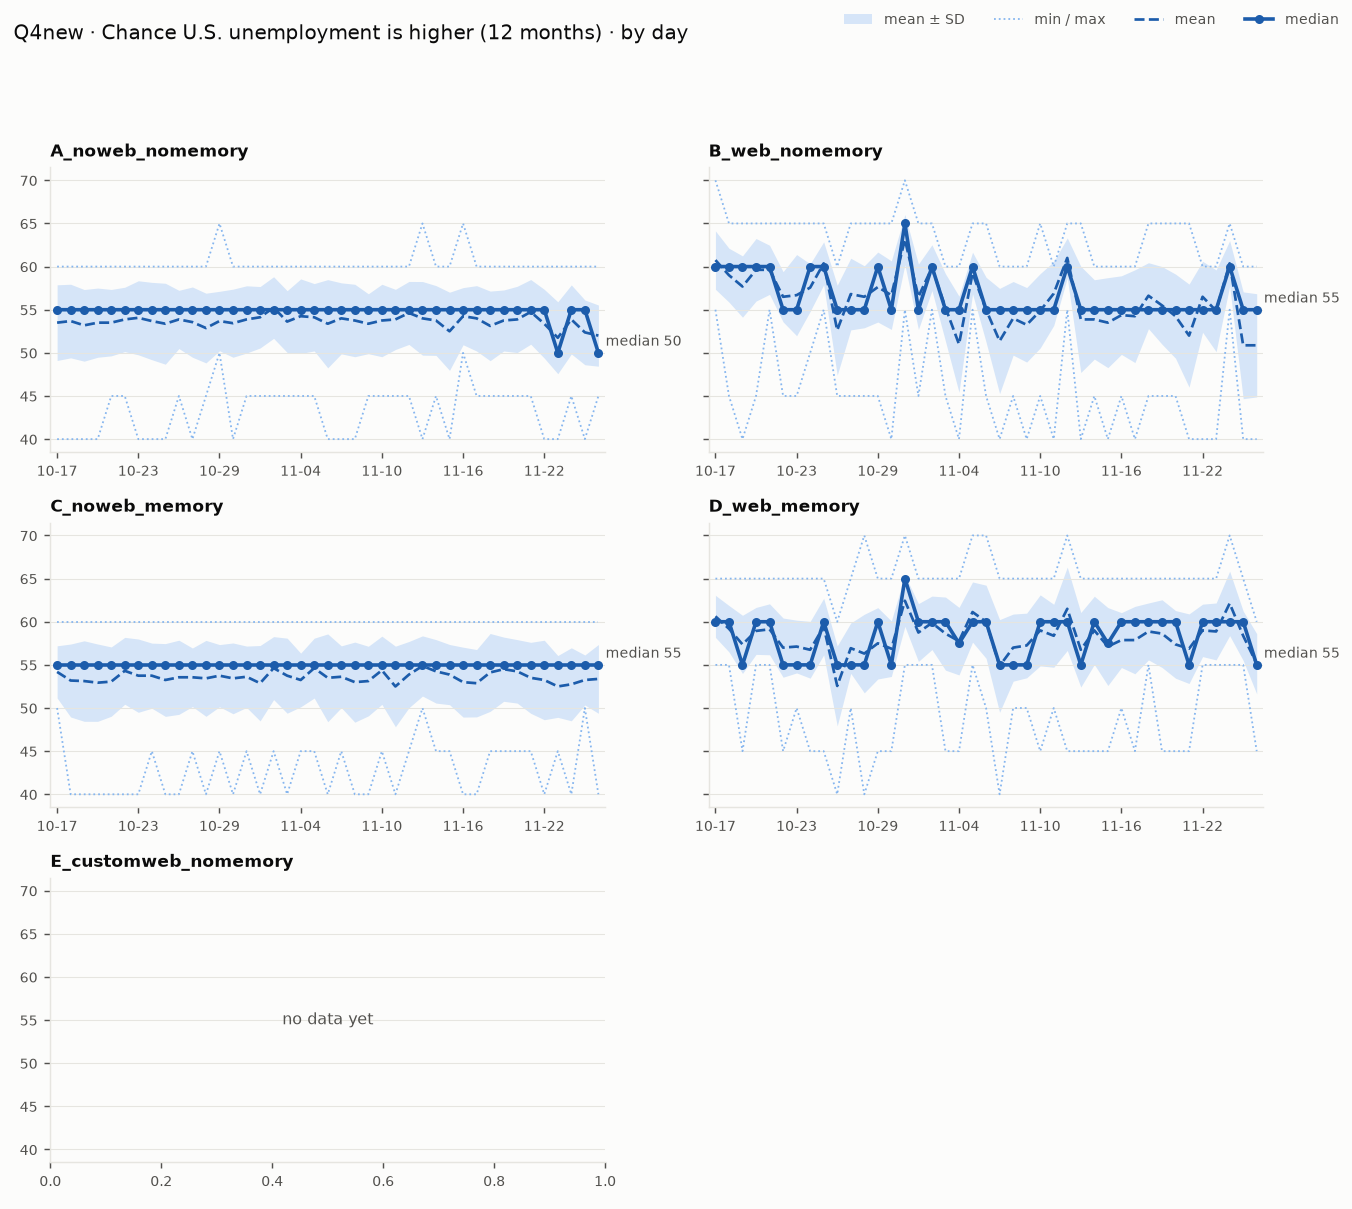 Q4new · Chance U.S. unemployment is higher (12 months) · by day
mean ± SD min / max mean median
A_noweb_nomemory
70
65
60
55
50
45
40
median 50
10-17 10-23 10-29 11-04 11-10 11-16 11-22
B_web_nomemory
median 55
10-17 10-23 10-29 11-04 11-10 11-16 11-22
C_noweb_memory
70
65
60
55
50
45
40
median 55
10-17 10-23 10-29 11-04 11-10 11-16 11-22
D_web_memory
median 55
10-17 10-23 10-29 11-04 11-10 11-16 11-22
E_customweb_nomemory
70
65
60
55
50
45
40
no data yet
0.0 0.2 0.4 0.6 0.8 1.0